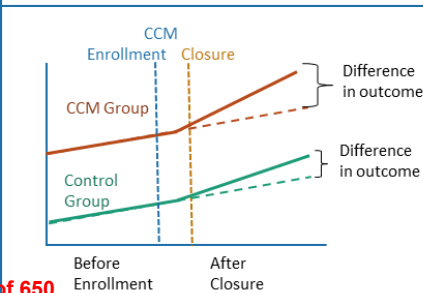 CCM
Enrollment Closure
CCM Group
Difference
in outcome
Control
Group
Difference
in outcome
Before
Enrollment
After
Closure
of 650